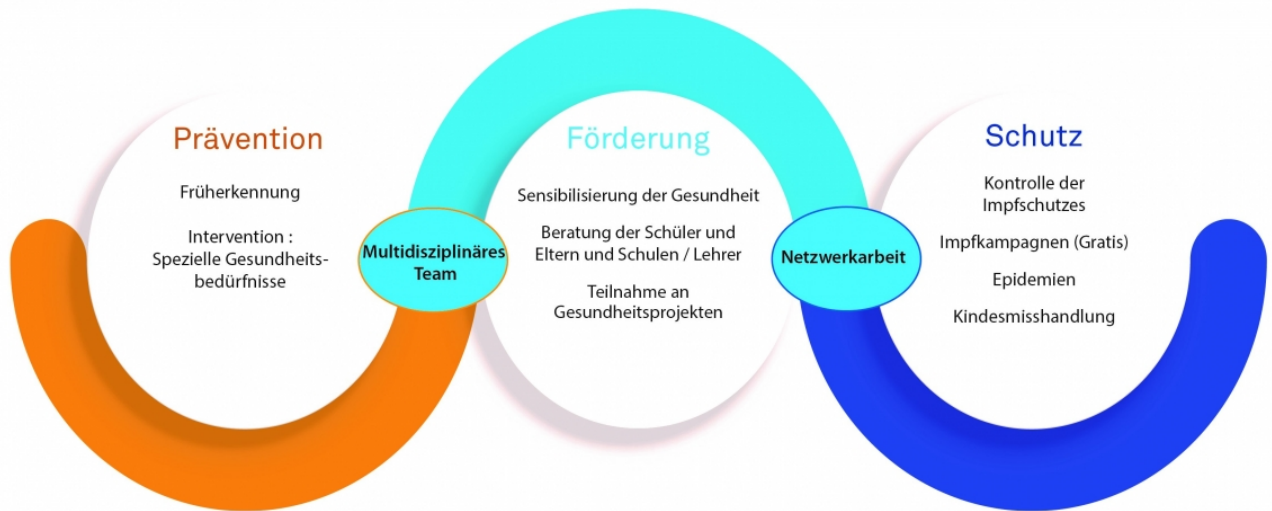 Prävention
Früherkennung
Intervention :
Spezielle Gesundheits-
bedürfnisse
Multidisziplinäres
Team
Förderung
Sensibilisierung der Gesundheit
Beratung der Schüler und
Eltern und Schulen / Lehrer
Teilnahme an
Gesundheitsprojekten
Netzwerkarbeit
Schutz
Kontrolle der
Impfschutzes
Impfkampagnen (Gratis)
Epidemien
Kindesmisshandlung